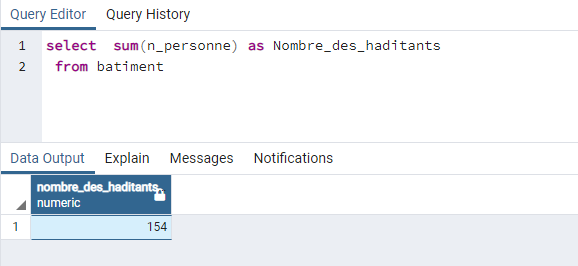 Query Editor Query History
1 select  sum(n_personne) as Nombre_des_haditants
2 from batiment
Data Output Explain Messages Notifications
nombre_des_haditants
numeric
1 154